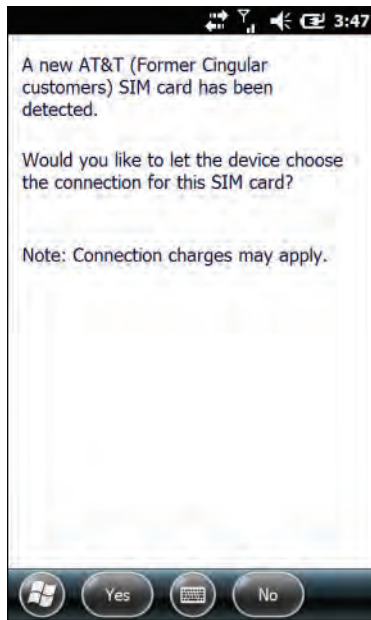 3:47
A new AT&T (Former Cingular
customers) SIM card has been
detected.
Would you like to let the device choose
the connection for this SIM card?
Note: Connection charges may apply.
Yes No